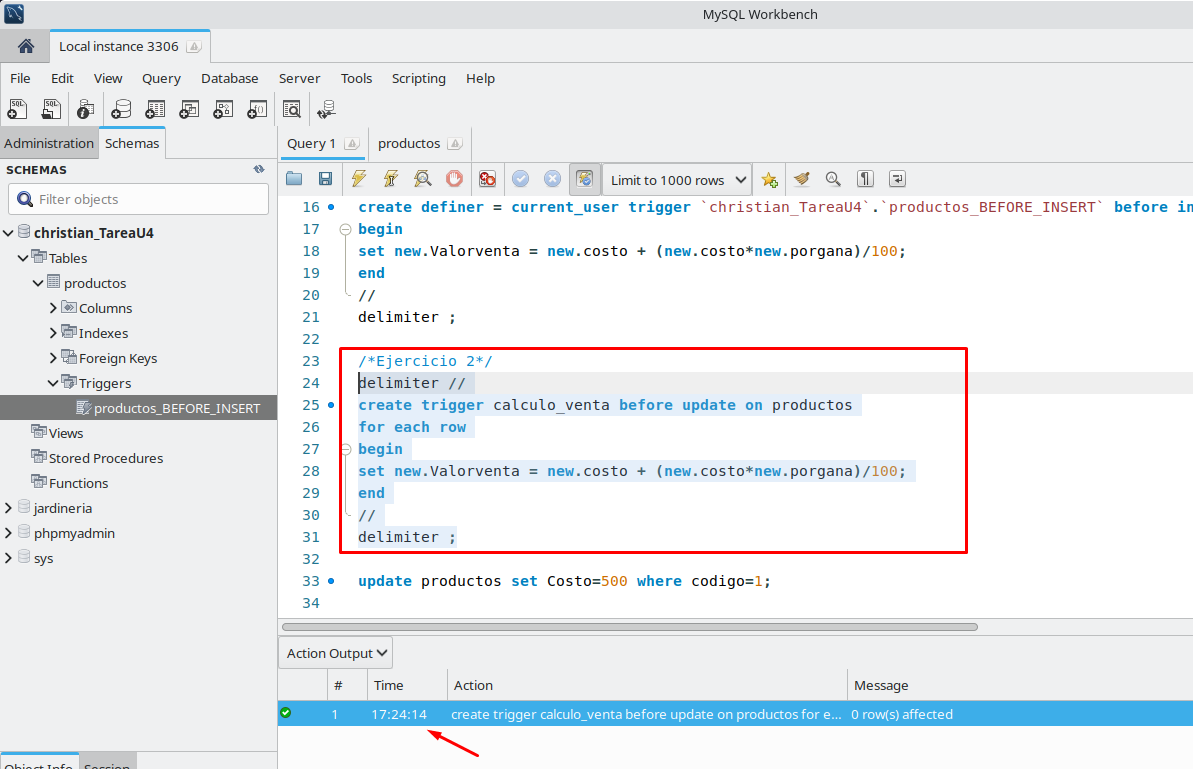 MySQL Workbench
Local instance 3306
File Edit View Query Database Server Tools Scripting Help
Administration Schemas
SCHEMAS
Filter objects
christian_TareaU4
Tables
productos
Columns
Indexes
Foreign Keys
Triggers
productos_BEFORE_INSERT
Views
Stored Procedures
Functions
jardineria
phpmyadmin
sys
Object Info Session
Query 1 productos
Limit to 1000 rows
16 create definer = current_user trigger `christian_TareaU4`.`productos_BEFORE_INSERT` before in
17 begin
18 set new.Valorventa = new.costo + (new.costo*new.porgana)/100;
19 end
20 //
21 delimiter ;
22
23 /*Ejercicio 2*/
24 delimiter //
25 create trigger calculo_venta before update on productos
26 for each row
27 begin
28 set new.Valorventa = new.costo + (new.costo*new.porgana)/100;
29 end
30 //
31 delimiter ;
32
33 update productos set Costo=500 where codigo=1;
34
Action Output
# Time Action Message
1 17:24:14 create trigger calculo_venta before update on productos for e... 0 row(s) affected